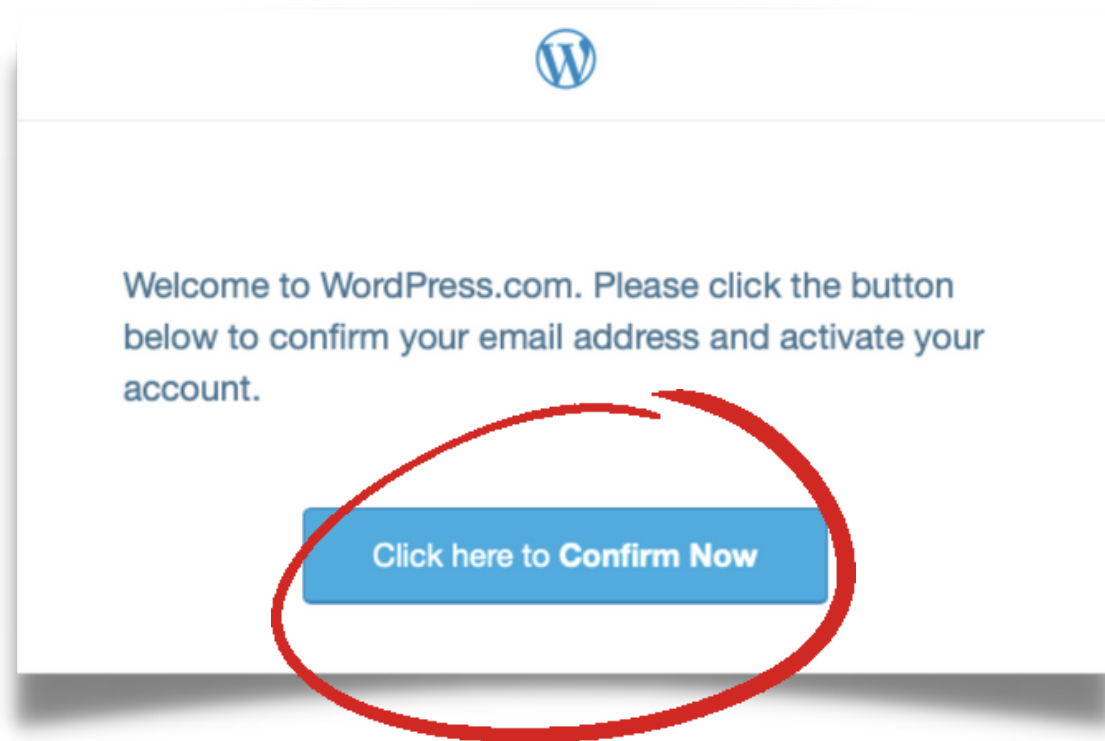 Welcome to WordPress.com. Please click the button
below to confirm your email address and activate your
account.
Click here to Confirm Now